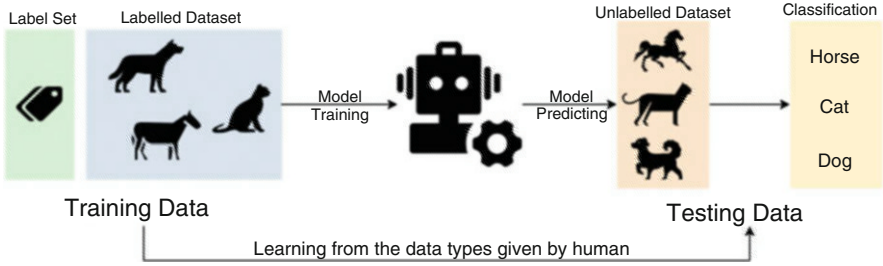 Label Set
Labelled Dataset
Unlabelled Dataset
Classification
Model
Training
Model
Predicting
Horse
Cat
Dog
Training Data
Testing Data
Learning from the data types given by human